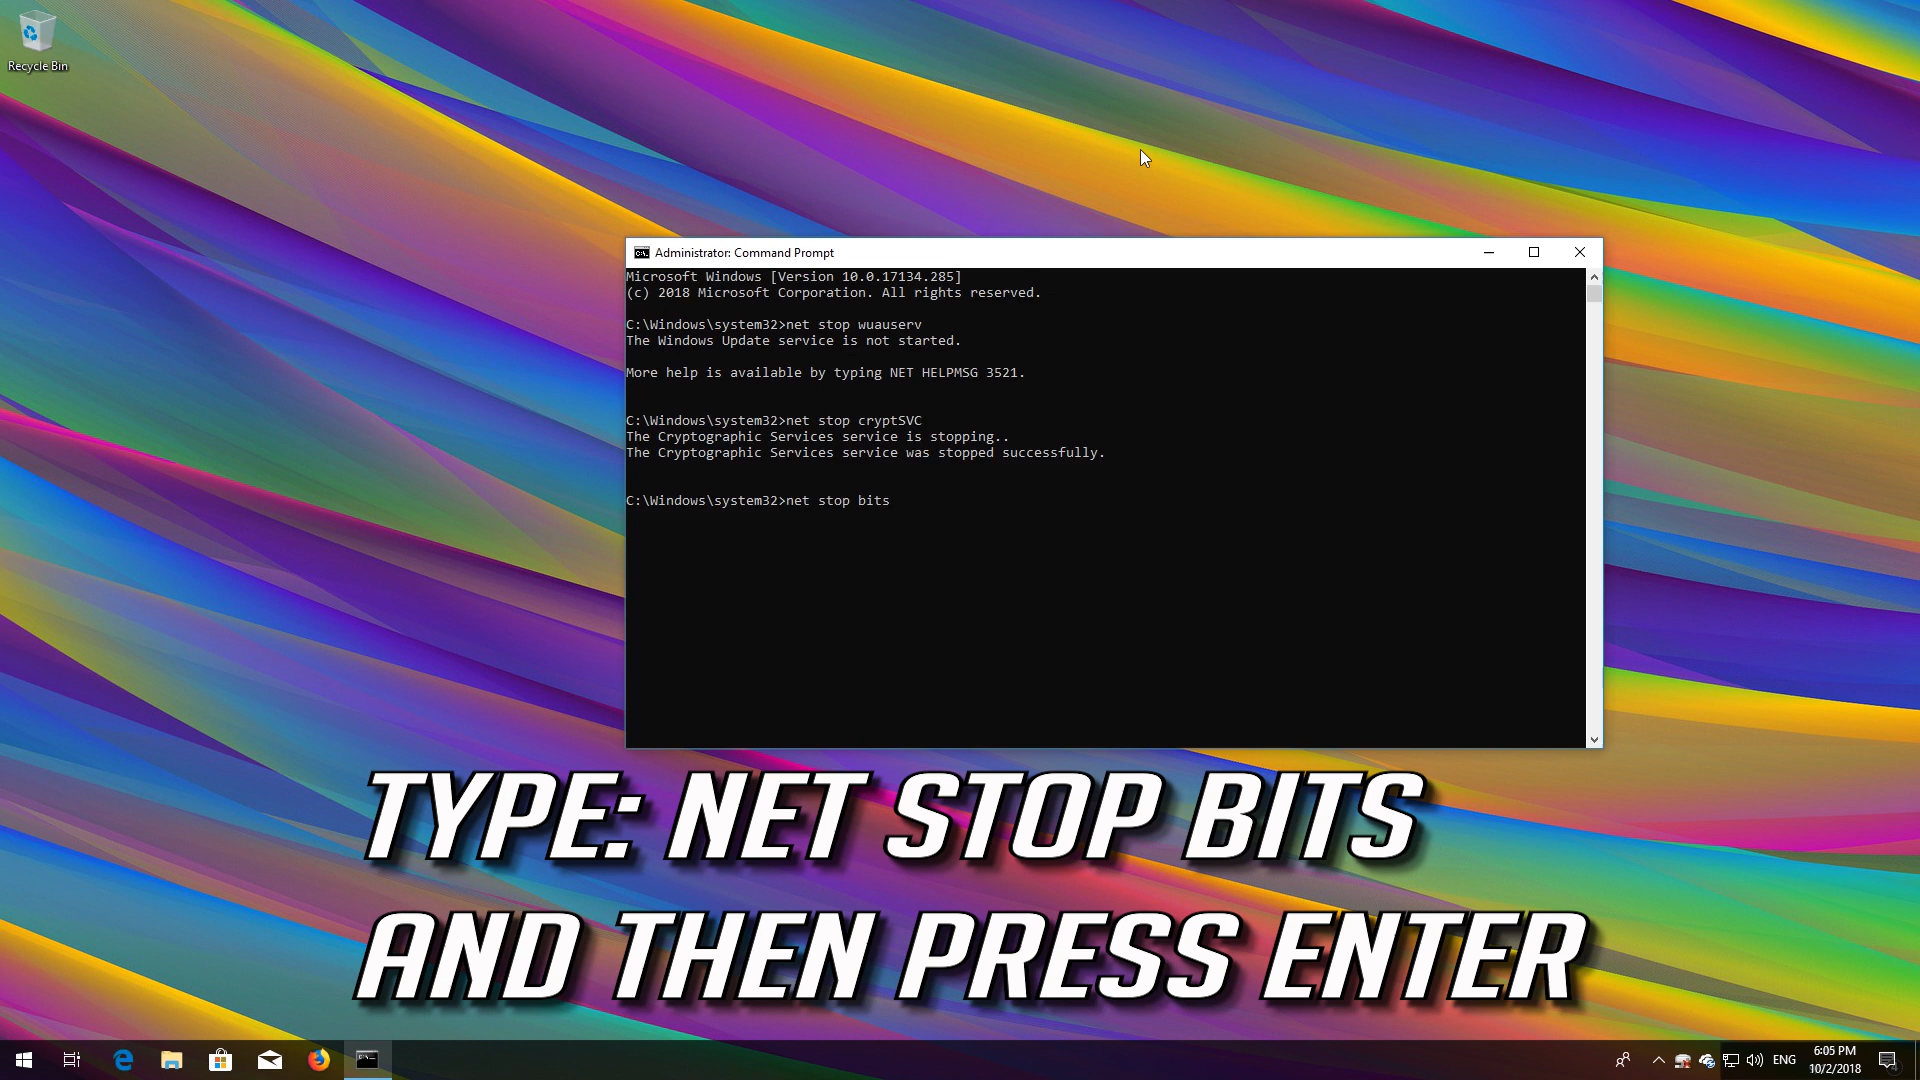 Recycle Bin
Administrator: Command Prompt
Microsoft Windows [Version 10.0.17134.285]
(c) 2018 Microsoft Corporation. All rights reserved.
C:\Windows\system32>net stop wuauserv
The Windows Update service is not started.
More help is available by typing NET HELPMSG 3521.
C:\Windows\system32>net stop cryptSVC
The Cryptographic Services service is stopping..
The Cryptographic Services service was stopped successfully.
C:\Windows\system32>net stop bits
TYPE: NET STOP BITS
AND THEN PRESS ENTER
ENG
6:05 PM
10/2/2018